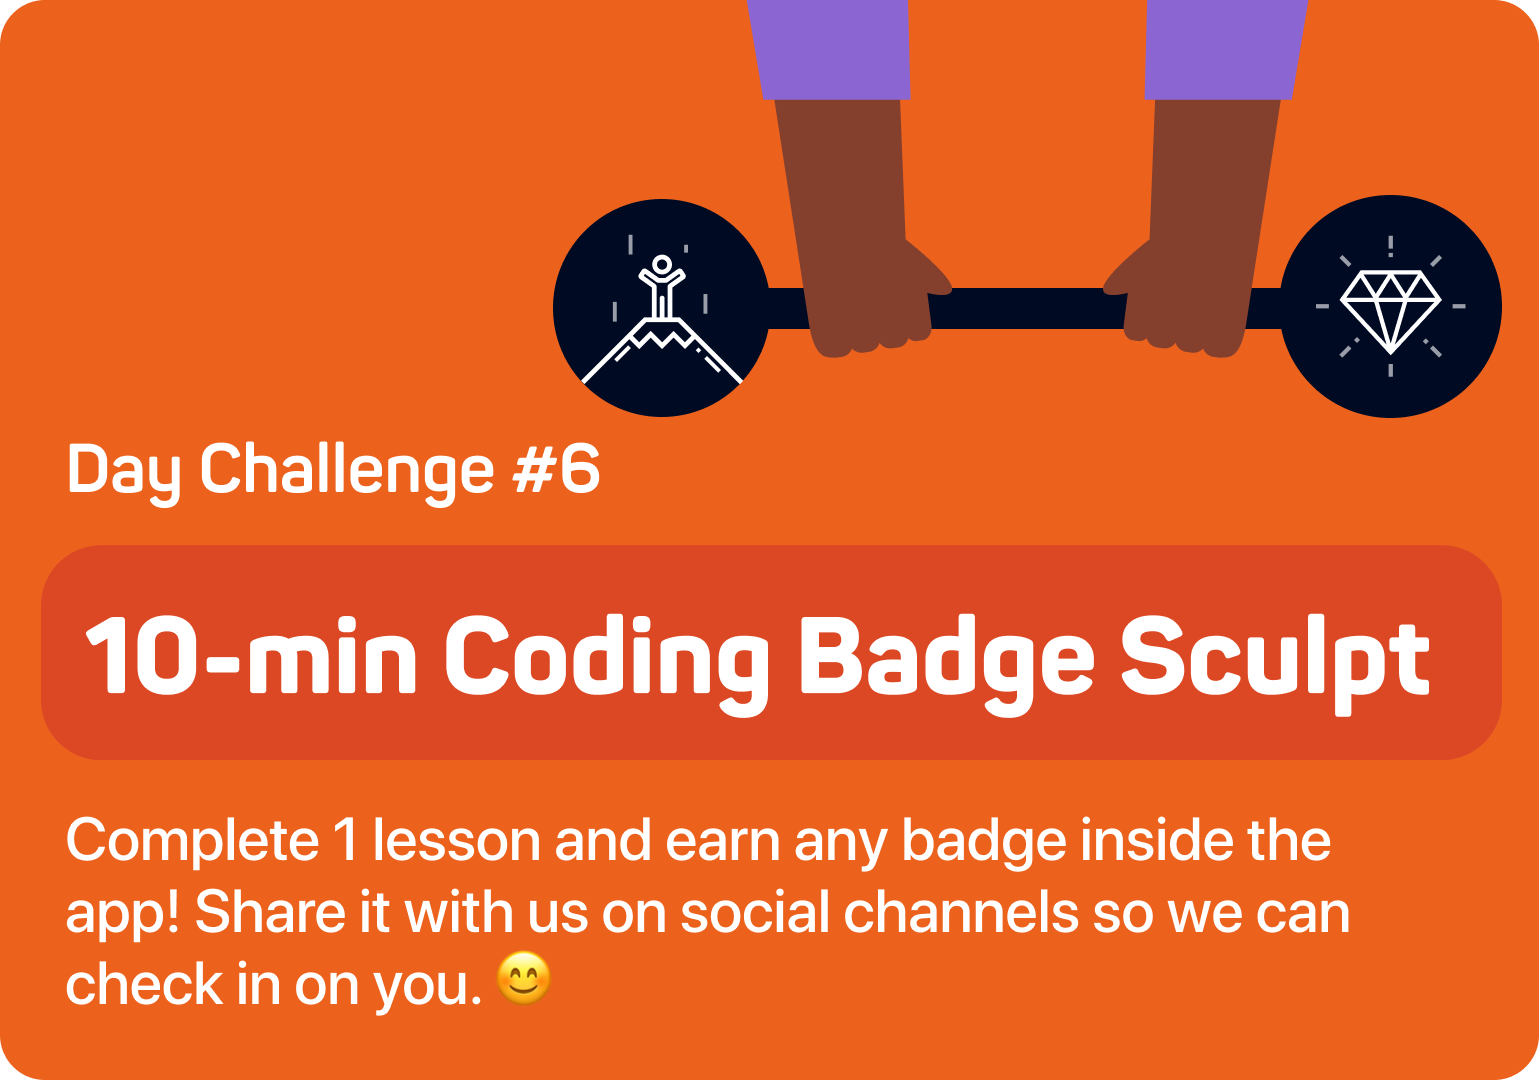 Day Challenge #6
10-min Coding Badge Sculpt
Complete 1 lesson and earn any badge inside the
app! Share it with us on social channels so we can
check in on you. 😊